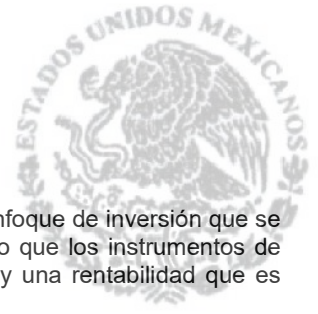 ESTADOS UNIDOS MEXICANOS
nfoque de inversión que se
o que los instrumentos de
y una rentabilidad que es